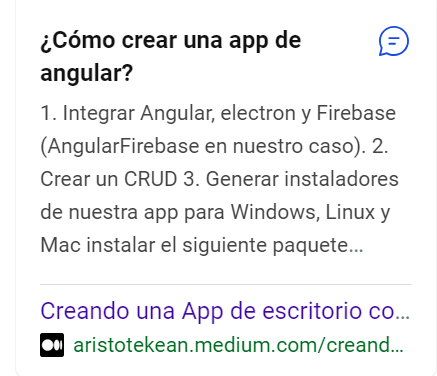 ¿Cómo crear una app de
angular?
1. Integrar Angular, electron y Firebase
(AngularFirebase en nuestro caso). 2.
Crear un CRUD 3. Generar instaladores
de nuestra app para Windows, Linux y
Mac instalar el siguiente paquete...
Creando una App de escritorio co...
aristotekean.medium.com/creand...